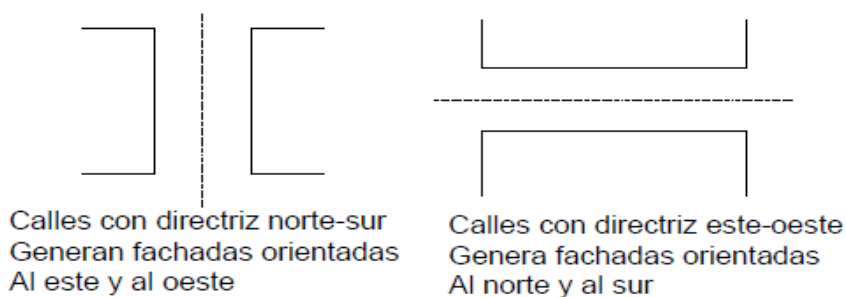 Calles con directriz norte-sur
Generan fachadas orientadas
Al este y al oeste
Calles con directriz este-oeste
Genera fachadas orientadas
Al norte y al sur